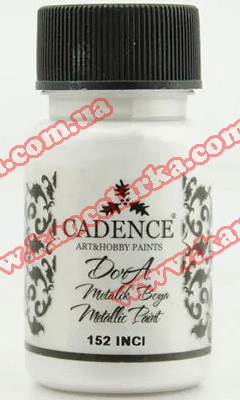 CADENCE®
ART&HOBBY PAINTS
DorA
Metalik Boya
Metallic Paint
152 INCI